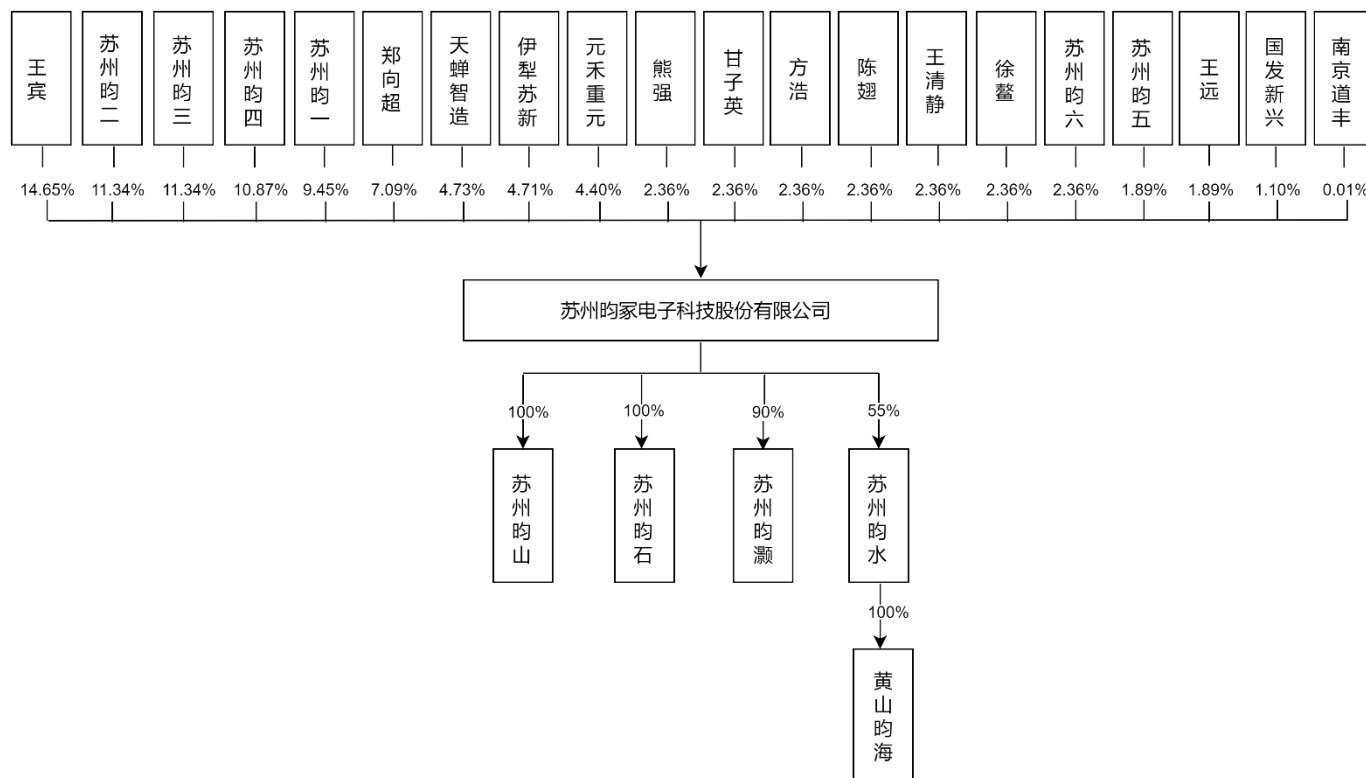 王宾
苏州昀二
苏州昀三
苏州昀四
苏州昀一
郑向超
天蝉智造
伊犁苏新
元禾重元
熊强
甘子英
方浩
陈翅
王清静
徐鳌
苏州昀六
苏州昀五
王远
国发新兴
南京道丰
14.65%
11.34%
11.34%
10.87%
9.45%
7.09%
4.73%
4.71%
4.40%
2.36%
2.36%
2.36%
2.36%
2.36%
2.36%
2.36%
1.89%
1.89%
1.10%
0.01%
苏州昀冢电子科技股份有限公司
100%
100%
90%
55%
苏州昀山
苏州昀石
苏州昀灏
苏州昀水
100%
黄山昀海